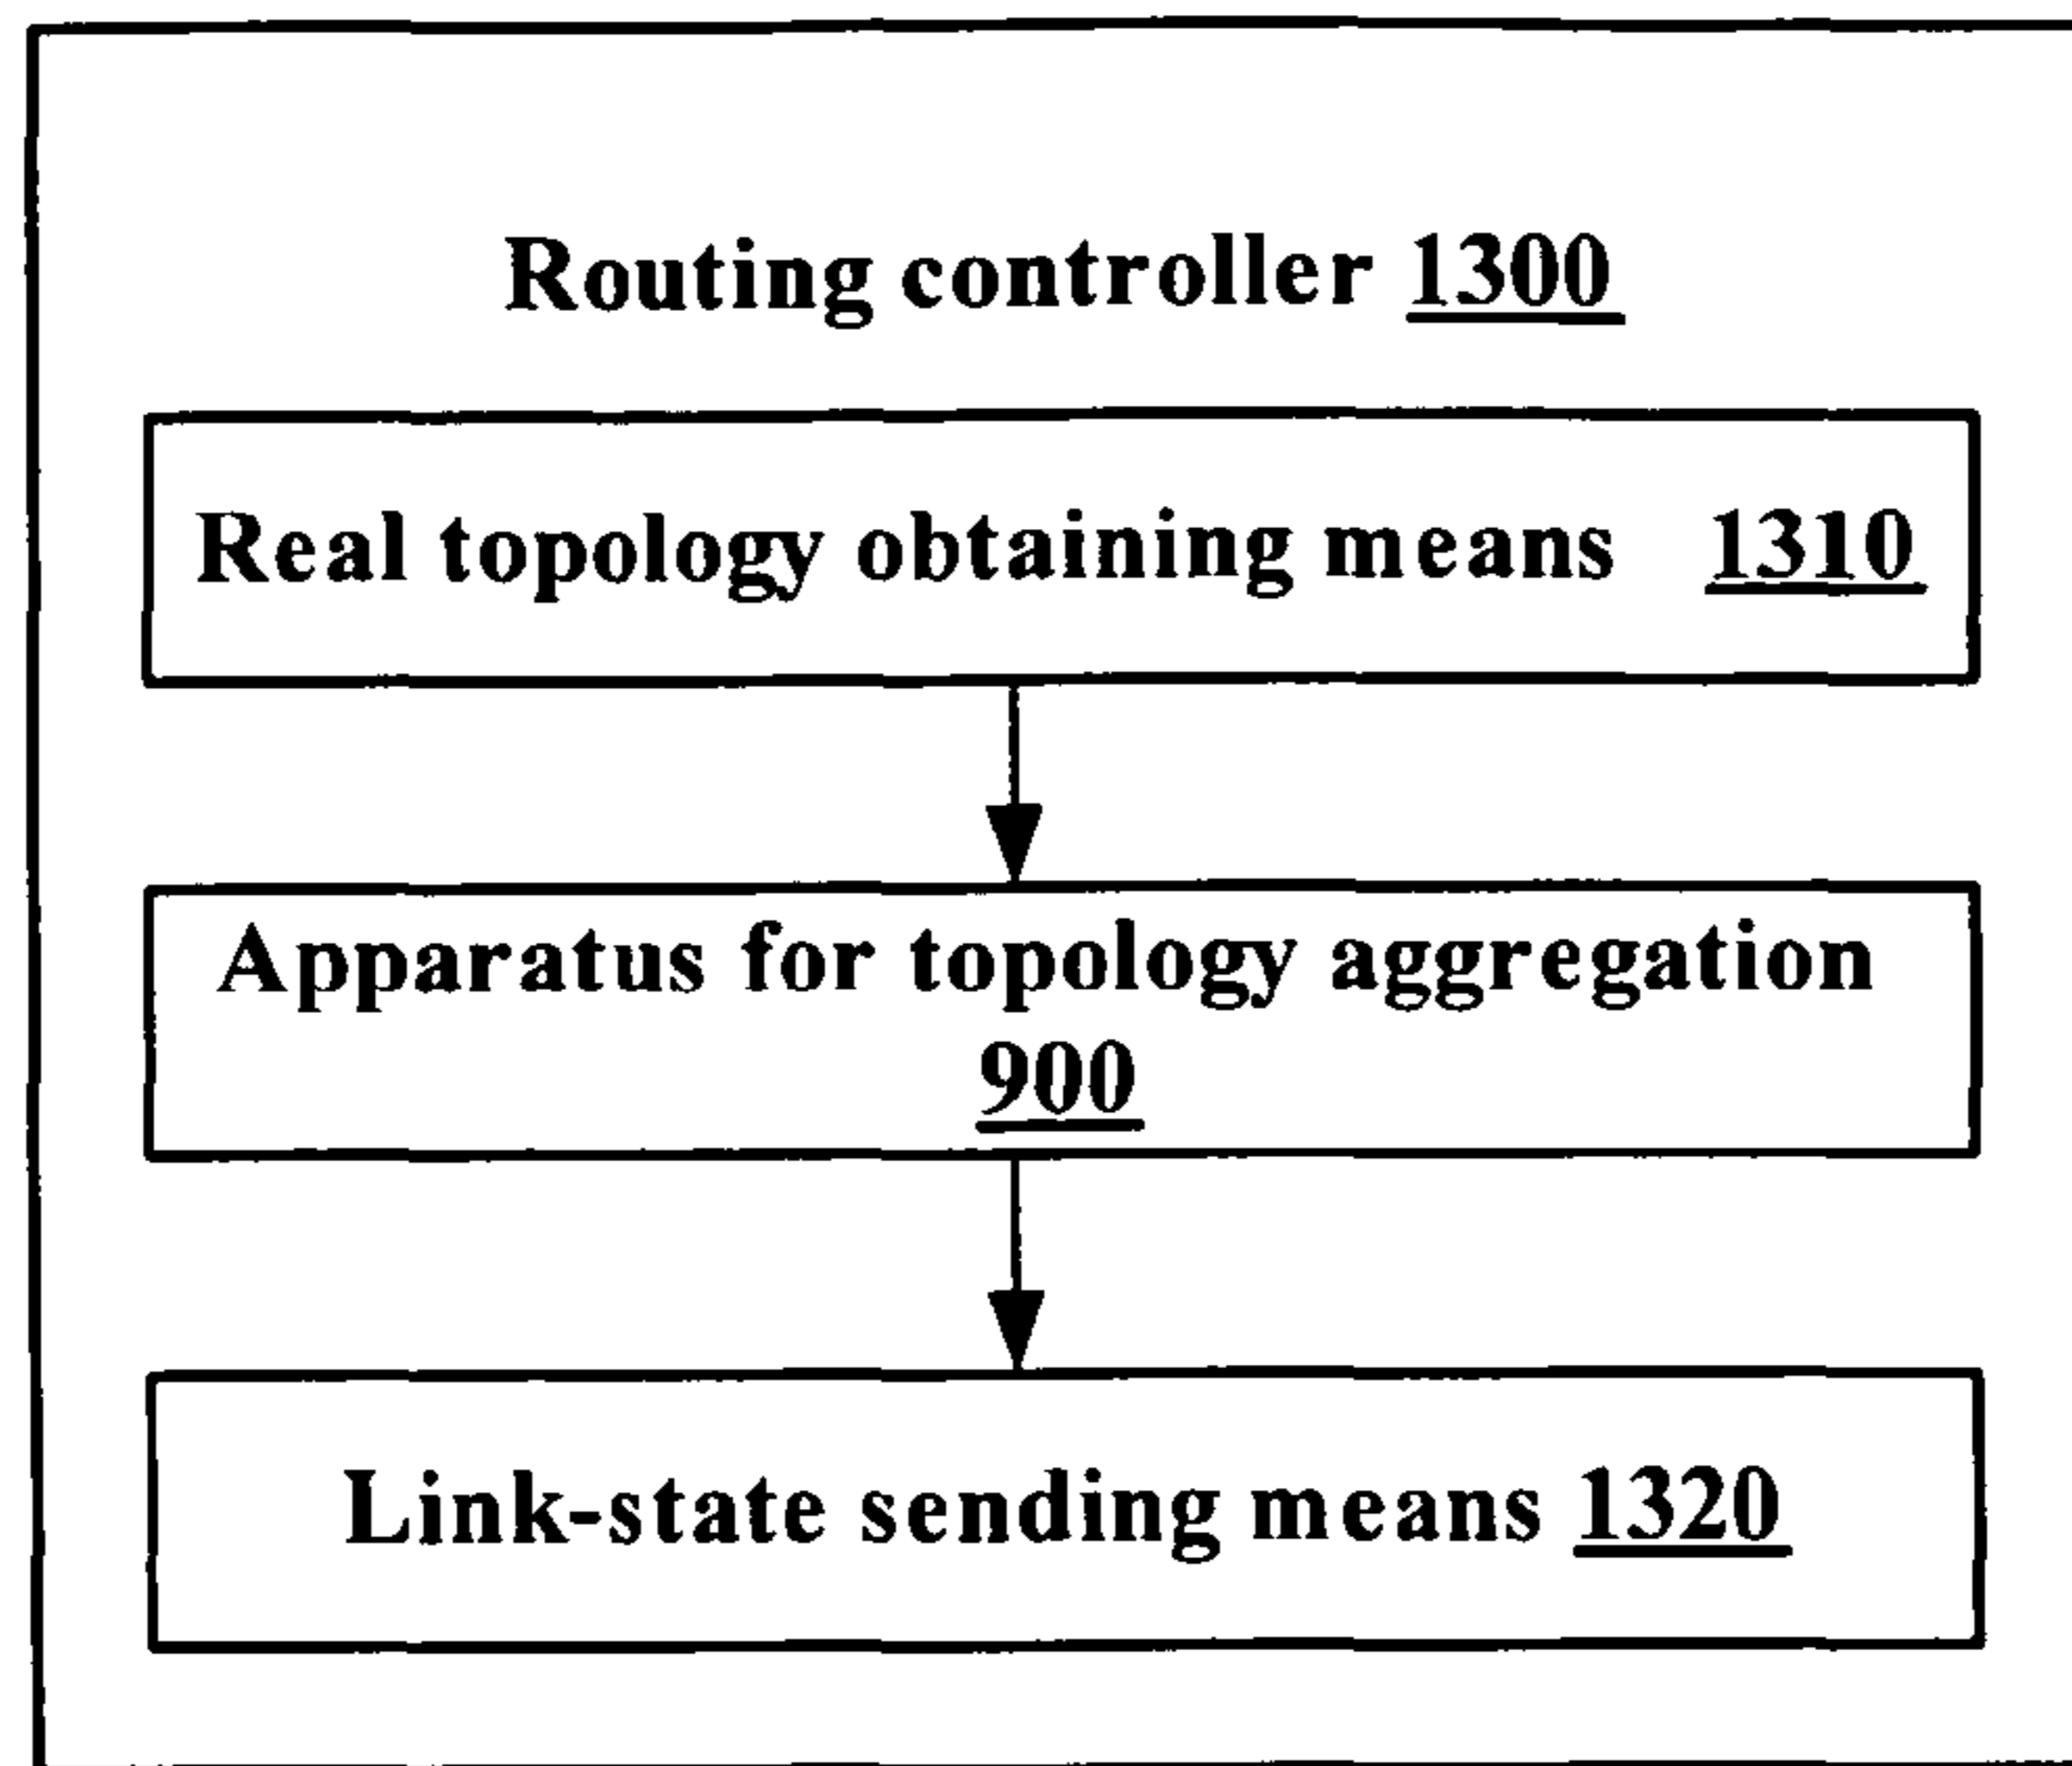 Routing controller 1300
Real topology obtaining means 1310
Apparatus for topology aggregation
900
Link-state sending means 1320